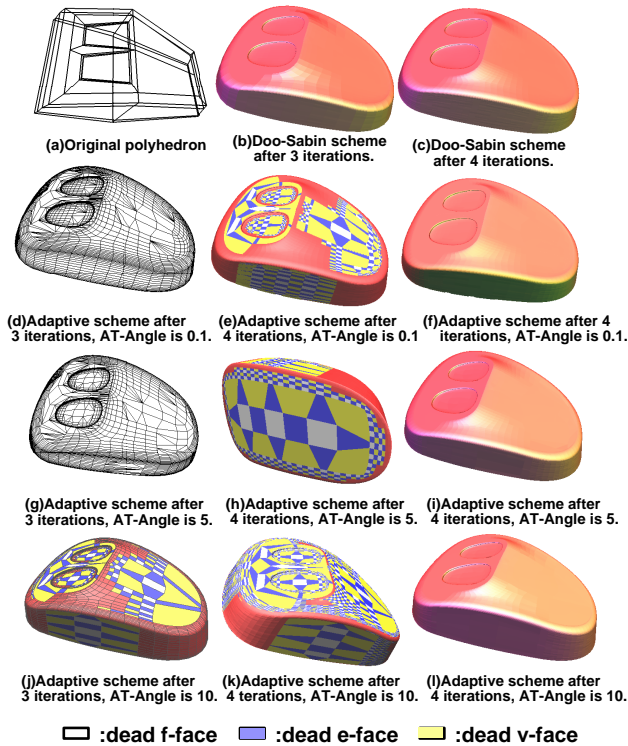 (a)Original polyhedron
(b)Doo-Sabin scheme
after 3 iterations.
(c)Doo-Sabin scheme
after 4 iterations.
(d)Adaptive scheme after
3 iterations, AT-Angle is 0.1.
(e)Adaptive scheme after
4 iterations, AT-Angle is 0.1
(f)Adaptive scheme after 4
iterations, AT-Angle is 0.1.
(g)Adaptive scheme after
3 iterations, AT-Angle is 5.
(h)Adaptive scheme after
4 iterations, AT-Angle is 5.
(i)Adaptive scheme after
4 iterations, AT-Angle is 5.
(j)Adaptive scheme after
3 iterations, AT-Angle is 10.
(k)Adaptive scheme after
4 iterations, AT-Angle is 10.
(l)Adaptive scheme after
4 iterations, AT-Angle is 10.
:dead f-face :dead e-face :dead v-face